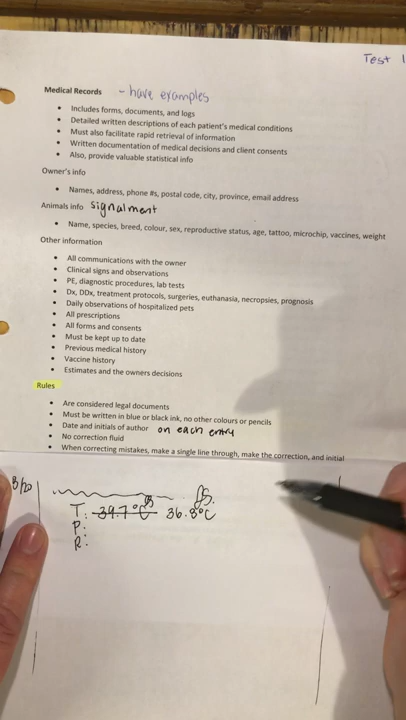 Test 1
Medical Records - have examples
• Includes forms, documents, and logs
• Detailed written descriptions of each patient's medical conditions
• Must also facilitate rapid retrieval of information
• Written documentation of medical decisions and client consents
• Also, provide valuable statistical info
Owner's info
• Names, address, phone #s, postal code, city, province, email address
Animals info signalment
• Name, species, breed, colour, sex, reproductive status, age, tattoo, microchip, vaccines, weight
Other information
• All communications with the owner
• Clinical signs and observations
• PE, diagnostic procedures, lab tests
• Dx, DDx, treatment protocols, surgeries, euthanasia, necropsies, prognosis
• Daily observations of hospitalized pets
• All prescriptions
• All forms and consents
• Must be kept up to date
• Previous medical history
• Vaccine history
• Estimates and the owners decisions
Rules
• Are considered legal documents
• Must be written in blue or black ink, no other colours or pencils
• Date and initials of author on each entry
• No correction fluid
• When correcting mistakes, make a single line through, make the correction, and initial
T: 39.7°C 36.8°C
P:
R: